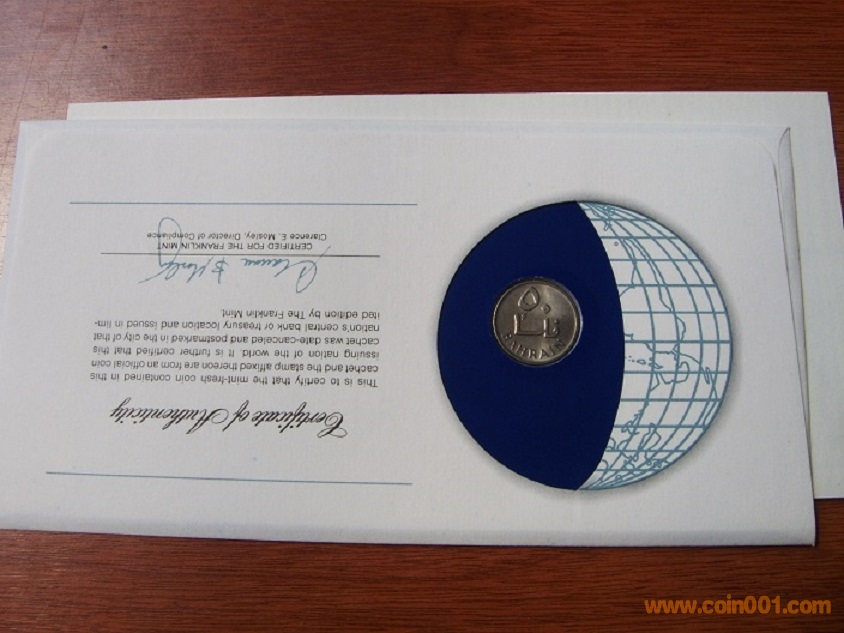 Certificate of Authenticity
This is to certify that the mint-fresh coin contained in this
cachet and the stamp affixed thereon are from an official coin
issuing nation of the world. It is further certified that this
cachet was date-canceled and postmarked in the city of that
nation's central bank or treasury location and issued in lim-
ited edition by The Franklin Mint.
CERTIFIED FOR THE FRANKLIN MINT
Clarence E. Mosley, Director of Compliance
٥٠
BAHRAIN
www.coin001.com